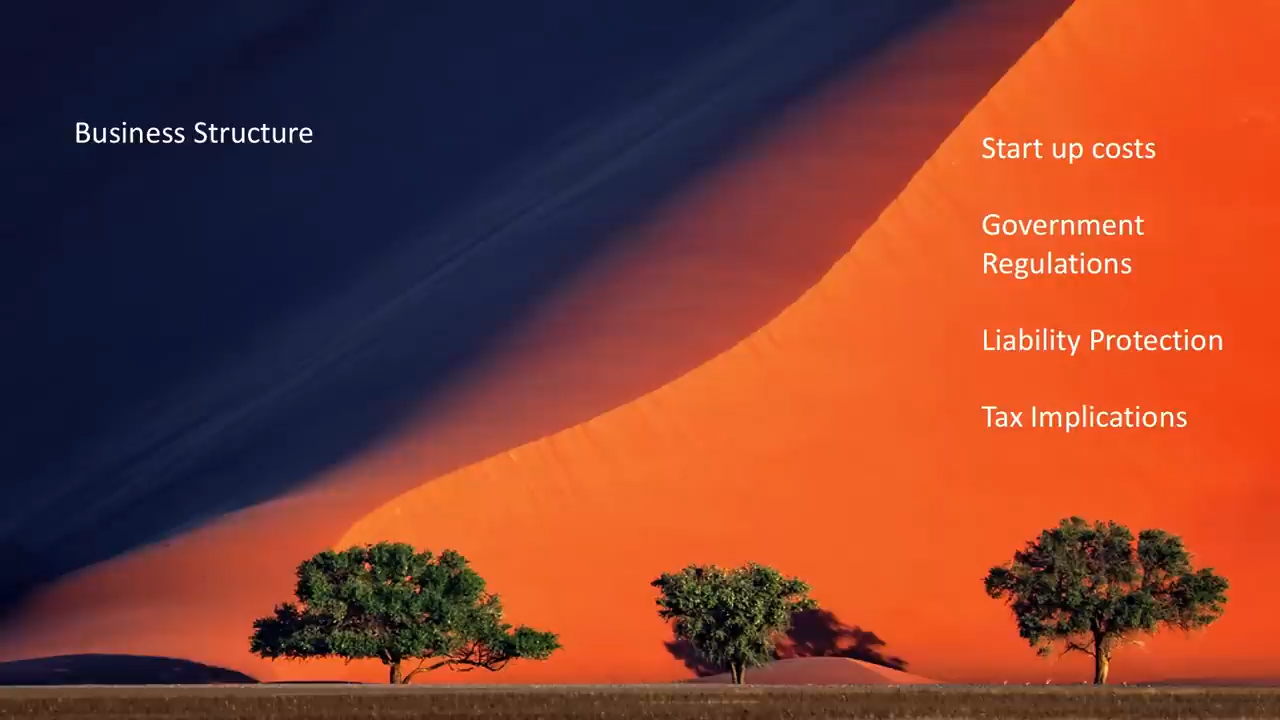 Business Structure
Start up costs
Government
Regulations
Liability Protection
Tax Implications